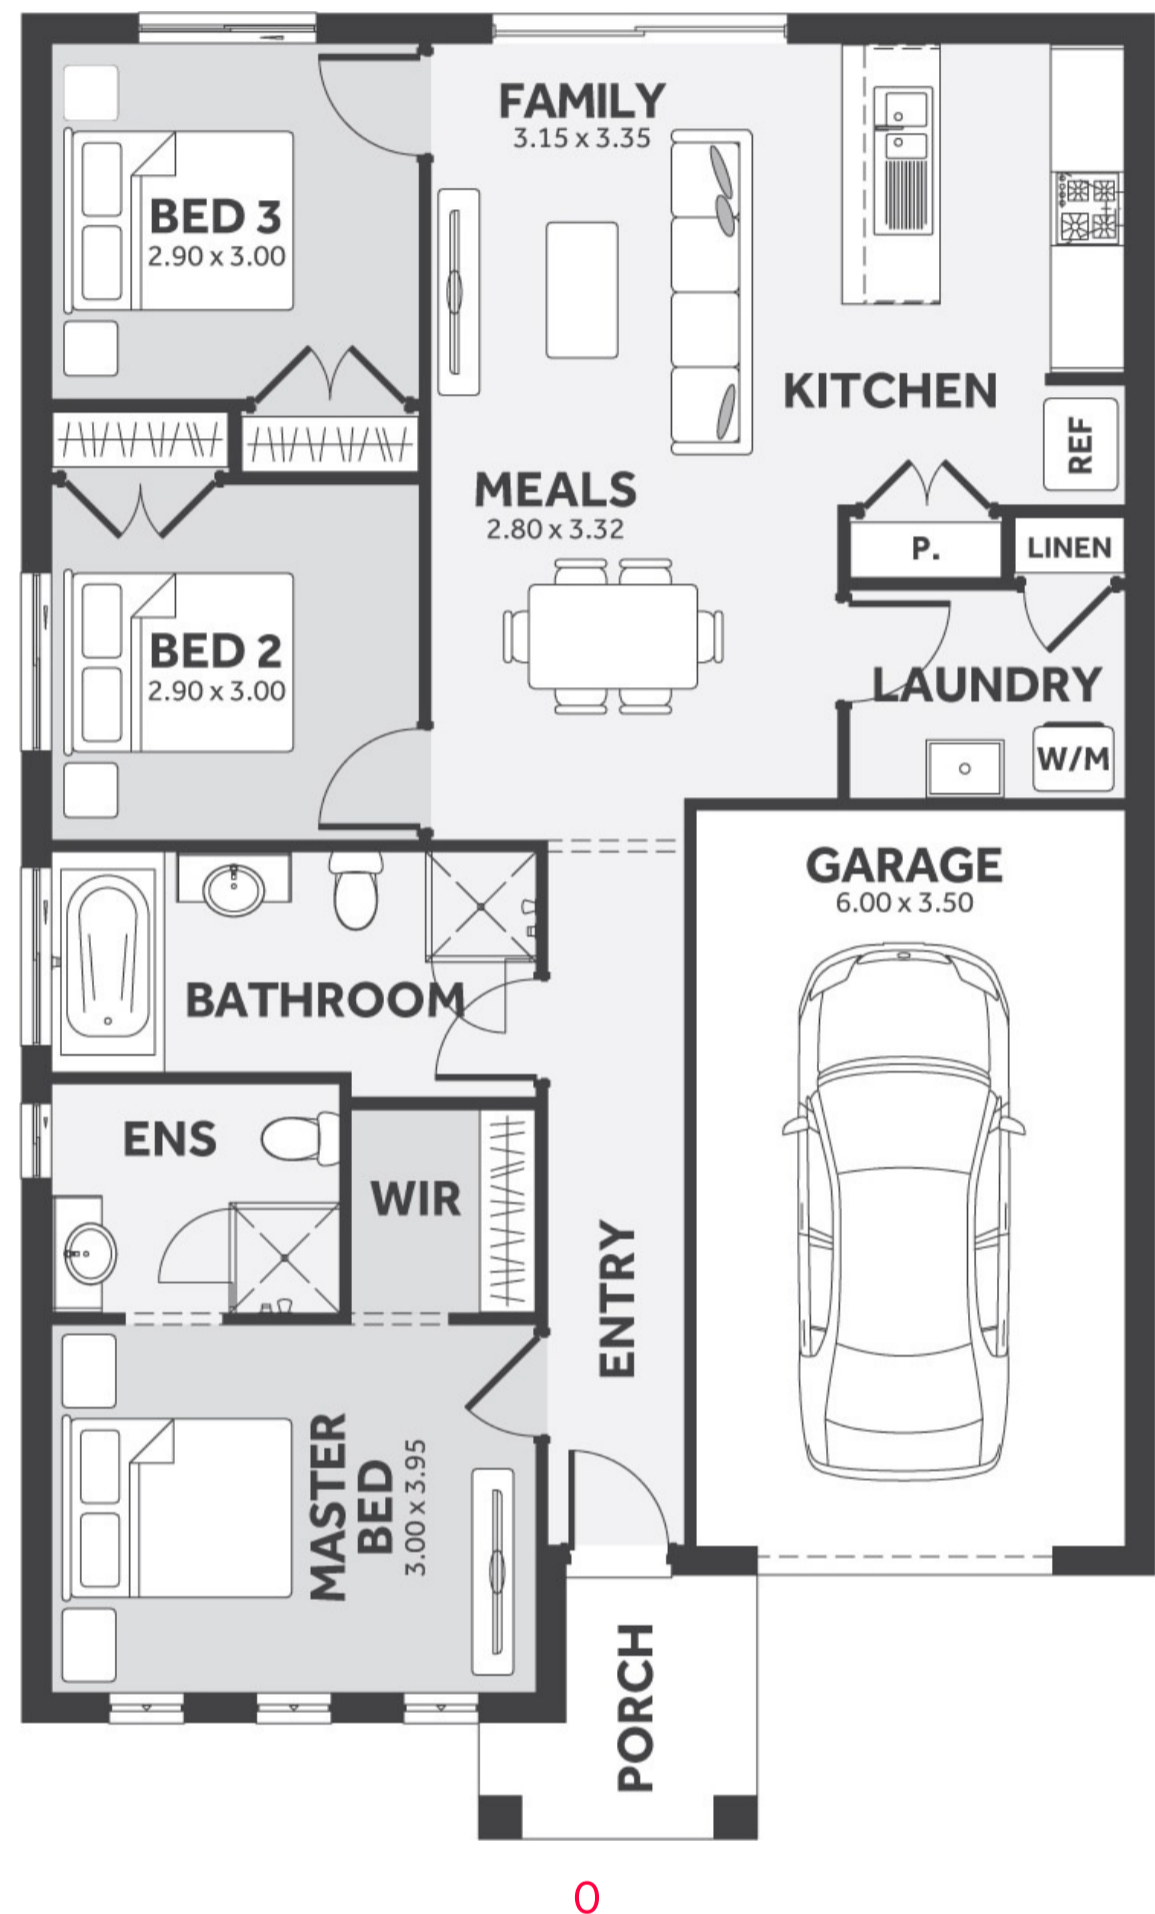 FAMILY
3.15 x 3.35
BED 3
2.90 x 3.00
KITCHEN
REF
MEALS
2.80 x 3.32
P.
LINEN
BED 2
2.90 x 3.00
LAUNDRY
W/M
GARAGE
6.00 x 3.50
BATHROOM
ENS
WIR
ENTRY
MASTER
BED
3.00 x 3.95
PORCH
0